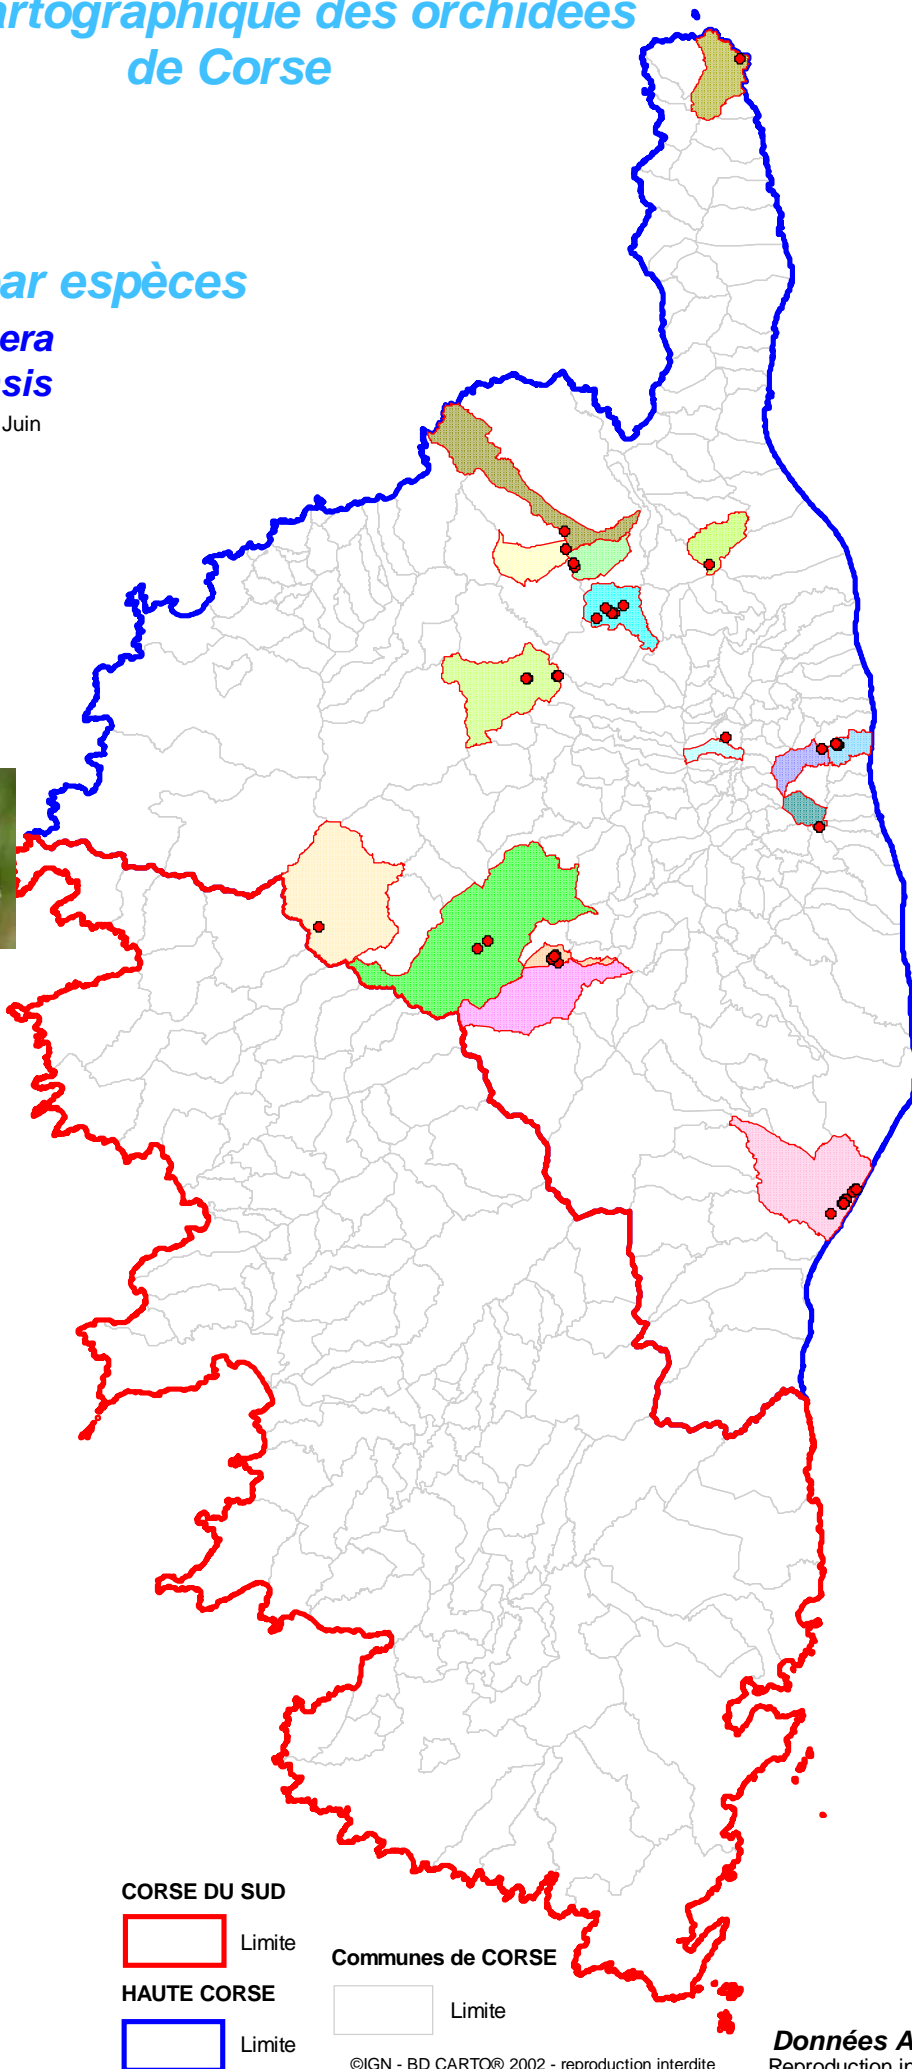 artographique des orchidées
de Corse
ar espèces
era
sis
Juin
CORSE DU SUD
Limite
Communes de CORSE
HAUTE CORSE
Limite
Limite
©IGN - BD CARTO® 2002 - reproduction interdite
Données A
Reproduction in